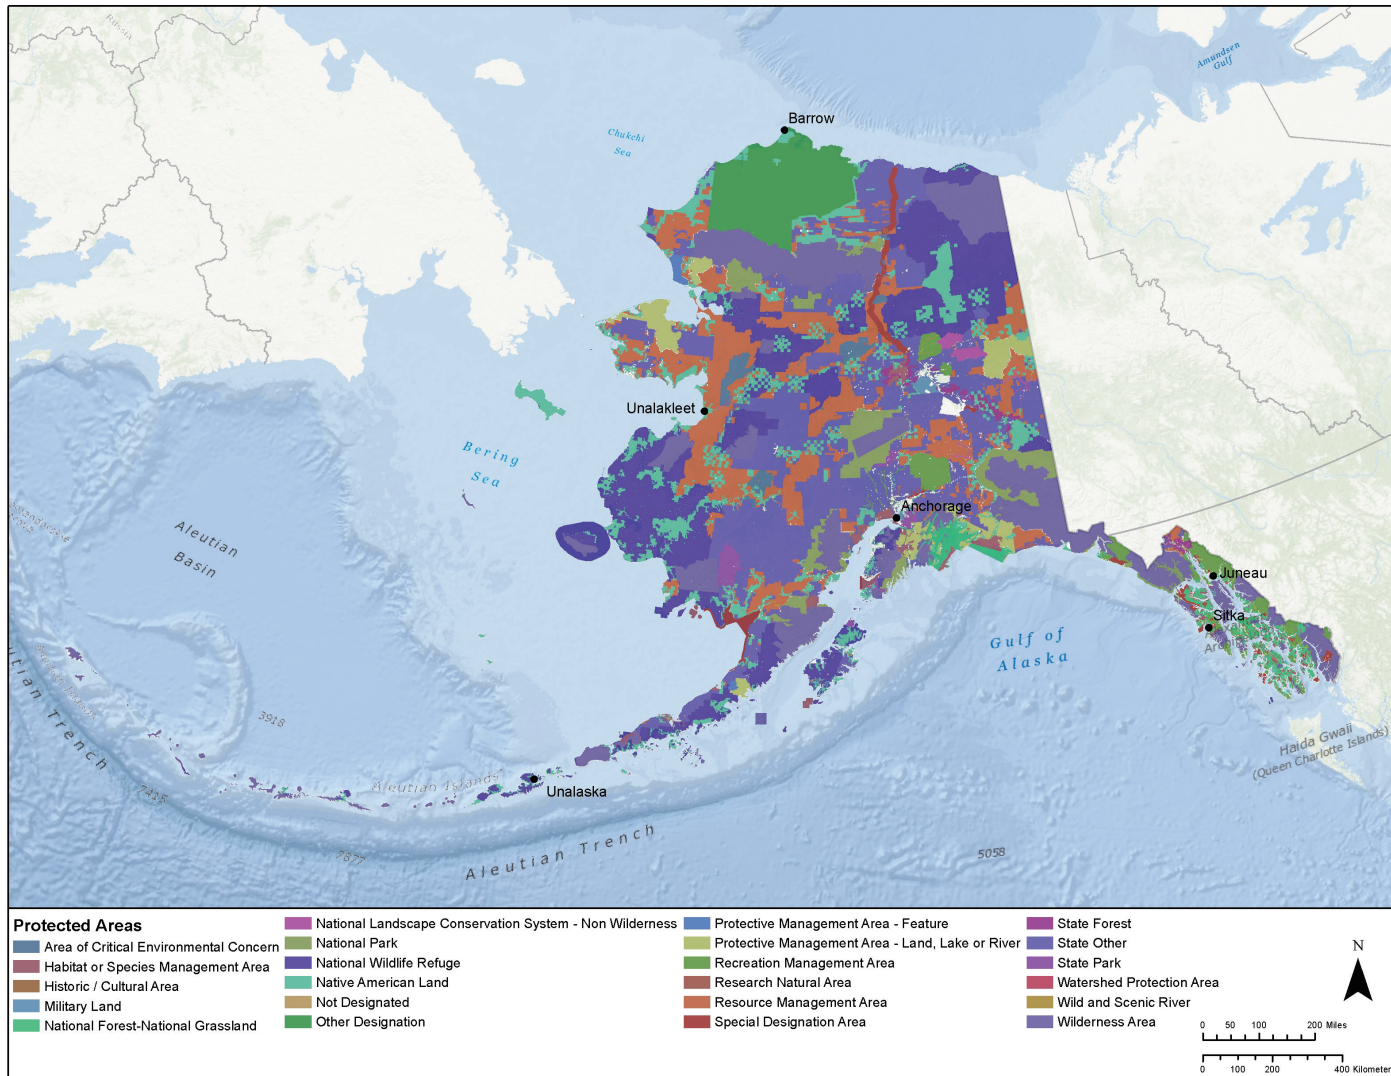 Russia
Amundsen
Gulf
Barrow
Chukchi
Sea
Unalakleet
Bering
Sea
Anchorage
Aleutian
Basin
Juneau
Sitka
Gulf of
Alaska
3918
Haida Gwaii
(Queen Charlotte Islands)
Aleutian Islands
Unalaska
7415
7877
Aleutian Trench
5058
utian Trench
Protected Areas
Area of Critical Environmental Concern
Habitat or Species Management Area
Historic / Cultural Area
Military Land
National Forest-National Grassland
National Landscape Conservation System - Non Wilderness
National Park
National Wildlife Refuge
Native American Land
Not Designated
Other Designation
Protective Management Area - Feature
Protective Management Area - Land, Lake or River
Recreation Management Area
Research Natural Area
Resource Management Area
Special Designation Area
State Forest
State Other
State Park
Watershed Protection Area
Wild and Scenic River
Wilderness Area
N
0 50 100 200 Miles
0 100 200 400 Kilometer